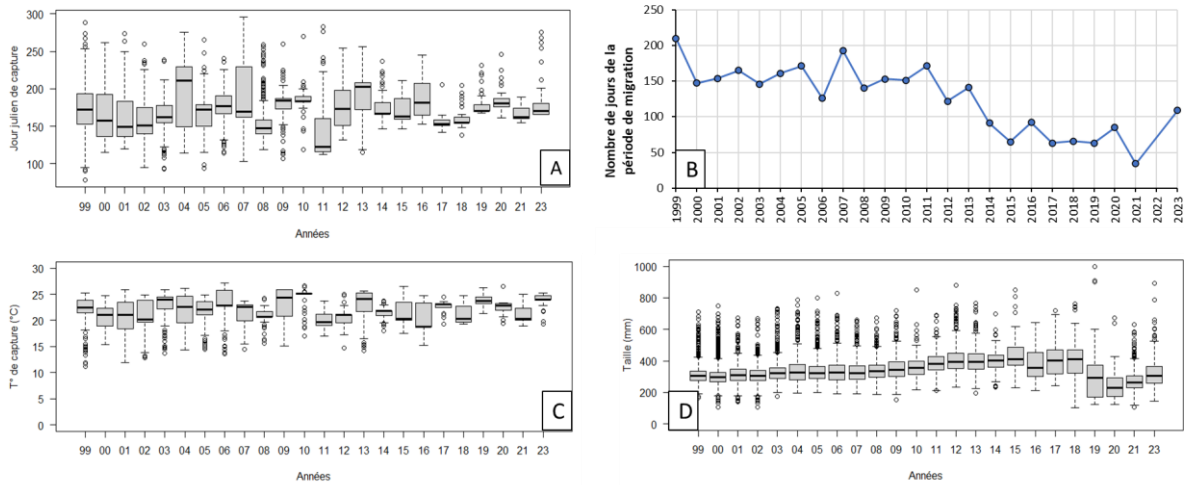 Jour julien de capture
300
250
200
150
100
A
99 00 01 02 03 04 05 06 07 08 09 10 11 12 13 14 15 16 17 18 19 20 21 23
Années
Nombre de jours de la
période de migration
250
200
150
100
50
0
B
1999 2000 2001 2002 2003 2004 2005 2006 2007 2008 2009 2010 2011 2012 2013 2014 2015 2016 2017 2018 2019 2020 2021 2022 2023
T° de capture (°C)
30
25
20
15
10
5
0
C
99 00 01 02 03 04 05 06 07 08 09 10 11 12 13 14 15 16 17 18 19 20 21 23
Années
Taille (mm)
1000
800
600
400
200
0
D
99 00 01 02 03 04 05 06 07 08 09 10 11 12 13 14 15 16 17 18 19 20 21 23
Années